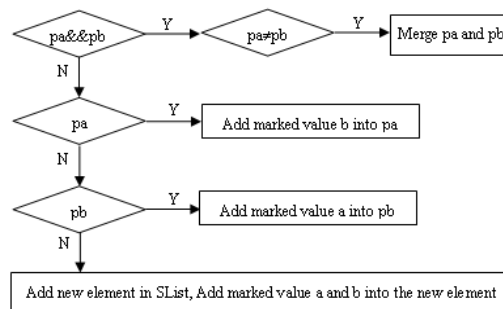 pa&&pb
Y
pa≠pb
Y
Merge pa and pb
N
pa
Y
Add marked value b into pa
N
pb
Y
Add marked value a into pb
N
Add new element in SList, Add marked value a and b into the new element